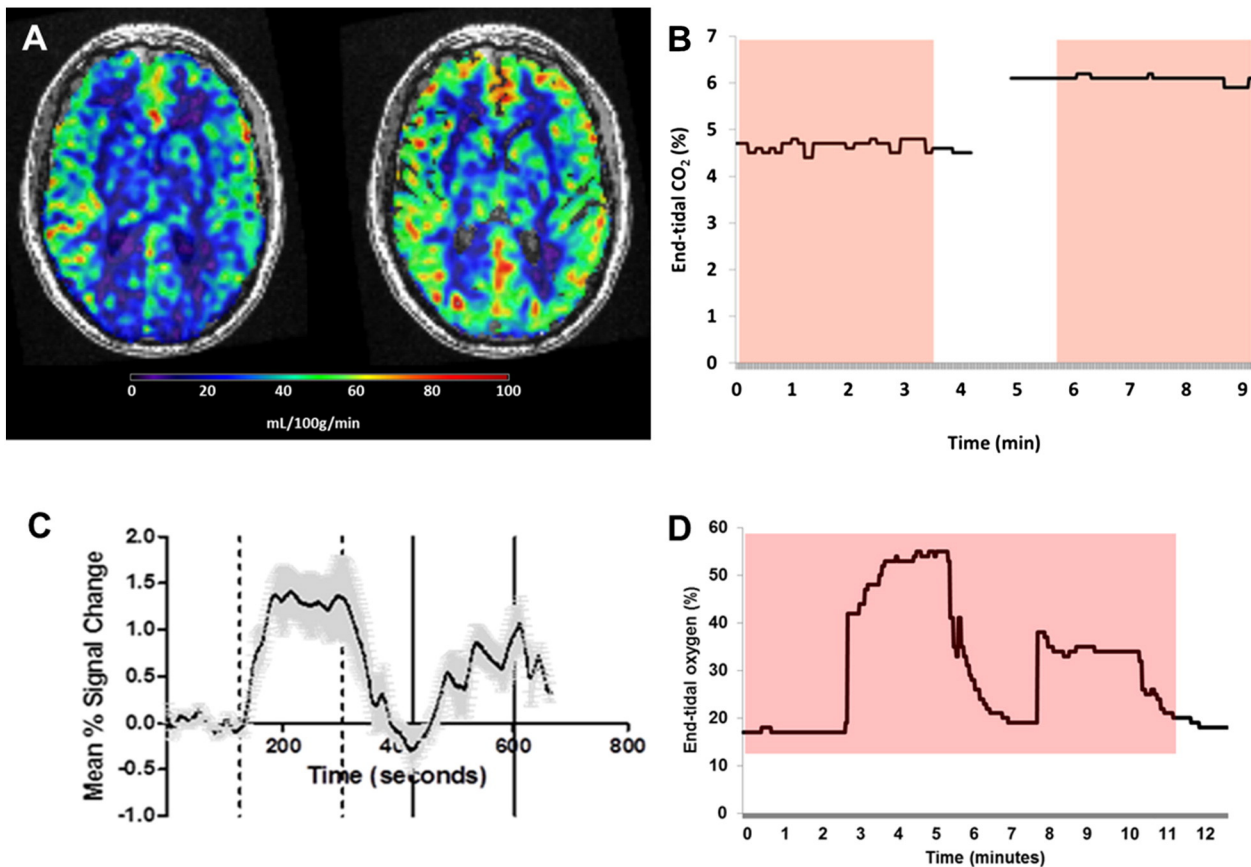 A
0 20 40 60 80 100
mL/100g/min
B
End-tidal CO₂ (%)
7
6
5
4
3
2
1
0
0 1 2 3 4 5 6 7 8 9
Time (min)
C
Mean % Signal Change
2.0
1.5
1.0
0.5
0.0
-0.5
-1.0
200 400 600 800
Time (seconds)
D
End-tidal oxygen (%)
60
50
40
30
20
10
0
0 1 2 3 4 5 6 7 8 9 10 11 12
Time (minutes)